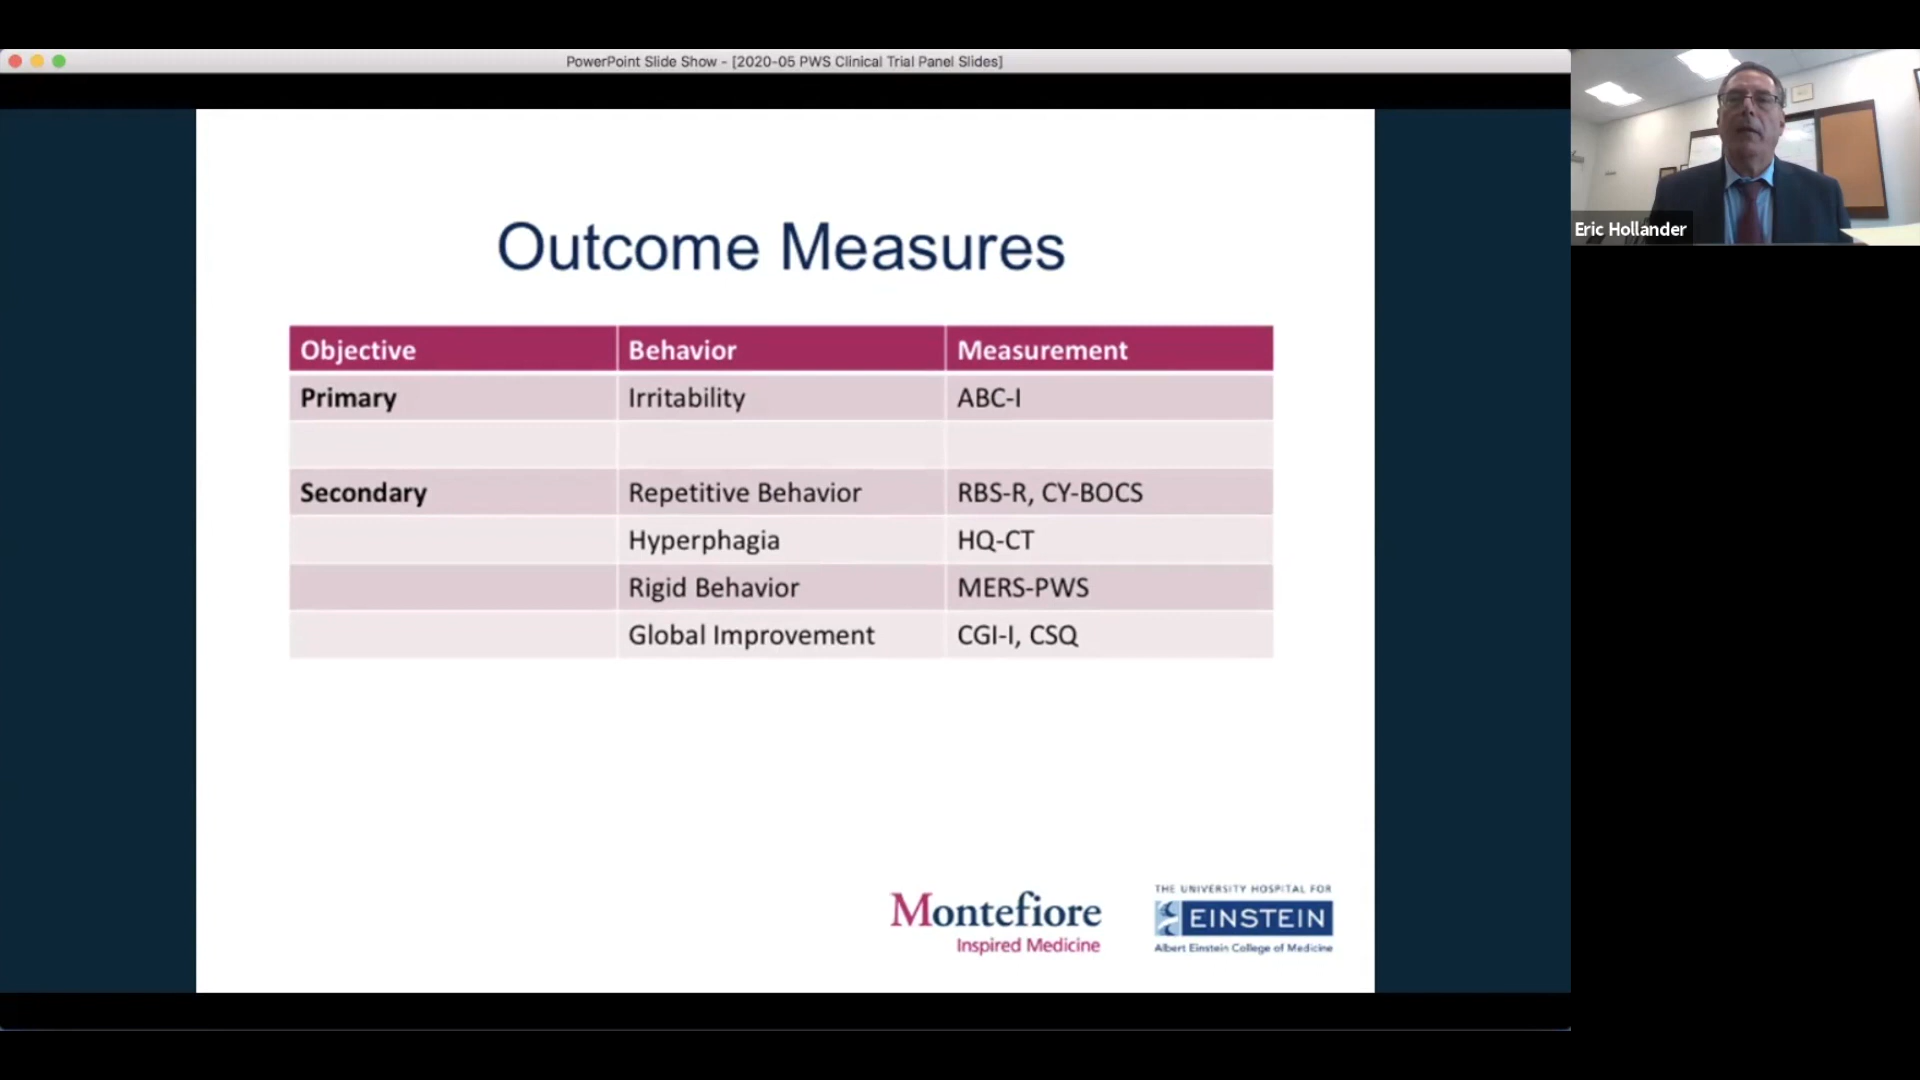 PowerPoint Slide Show - [2020-05 PWS Clinical Trial Panel Slides]
Eric Hollander
Outcome Measures
Objective Behavior Measurement
Primary Irritability ABC-I
Secondary Repetitive Behavior RBS-R, CY-BOCS
Hyperphagia HQ-CT
Rigid Behavior MERS-PWS
Global Improvement CGI-I, CSQ
Montefiore
Inspired Medicine
THE UNIVERSITY HOSPITAL FOR
EINSTEIN
Albert Einstein College of Medicine